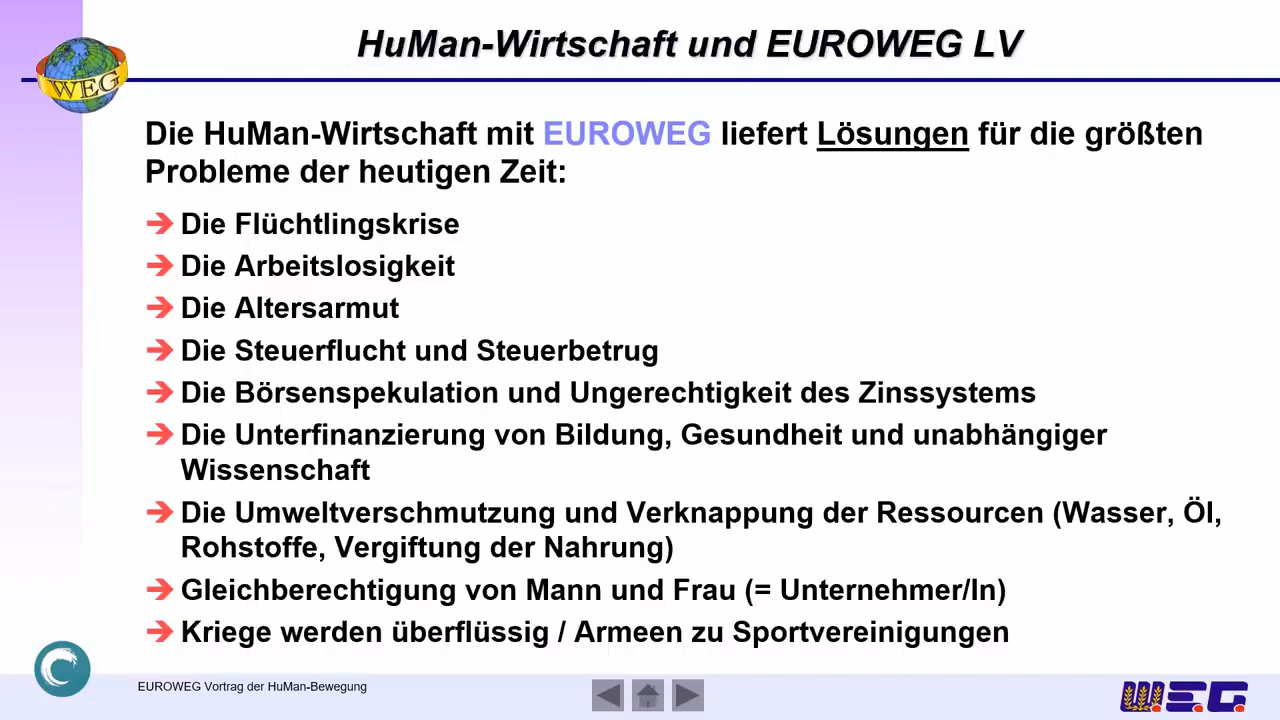 HuMan-Wirtschaft und EUROWEG LV
WEG
Die HuMan-Wirtschaft mit EUROWEG liefert Lösungen für die größten
Probleme der heutigen Zeit:
Die Flüchtlingskrise
Die Arbeitslosigkeit
Die Altersarmut
Die Steuerflucht und Steuerbetrug
Die Börsenspekulation und Ungerechtigkeit des Zinssystems
Die Unterfinanzierung von Bildung, Gesundheit und unabhängiger
Wissenschaft
Die Umweltverschmutzung und Verknappung der Ressourcen (Wasser, Öl,
Rohstoffe, Vergiftung der Nahrung)
Gleichberechtigung von Mann und Frau (= Unternehmer/In)
Kriege werden überflüssig / Armeen zu Sportvereinigungen
EUROWEG Vortrag der HuMan-Bewegung
W.E.G.